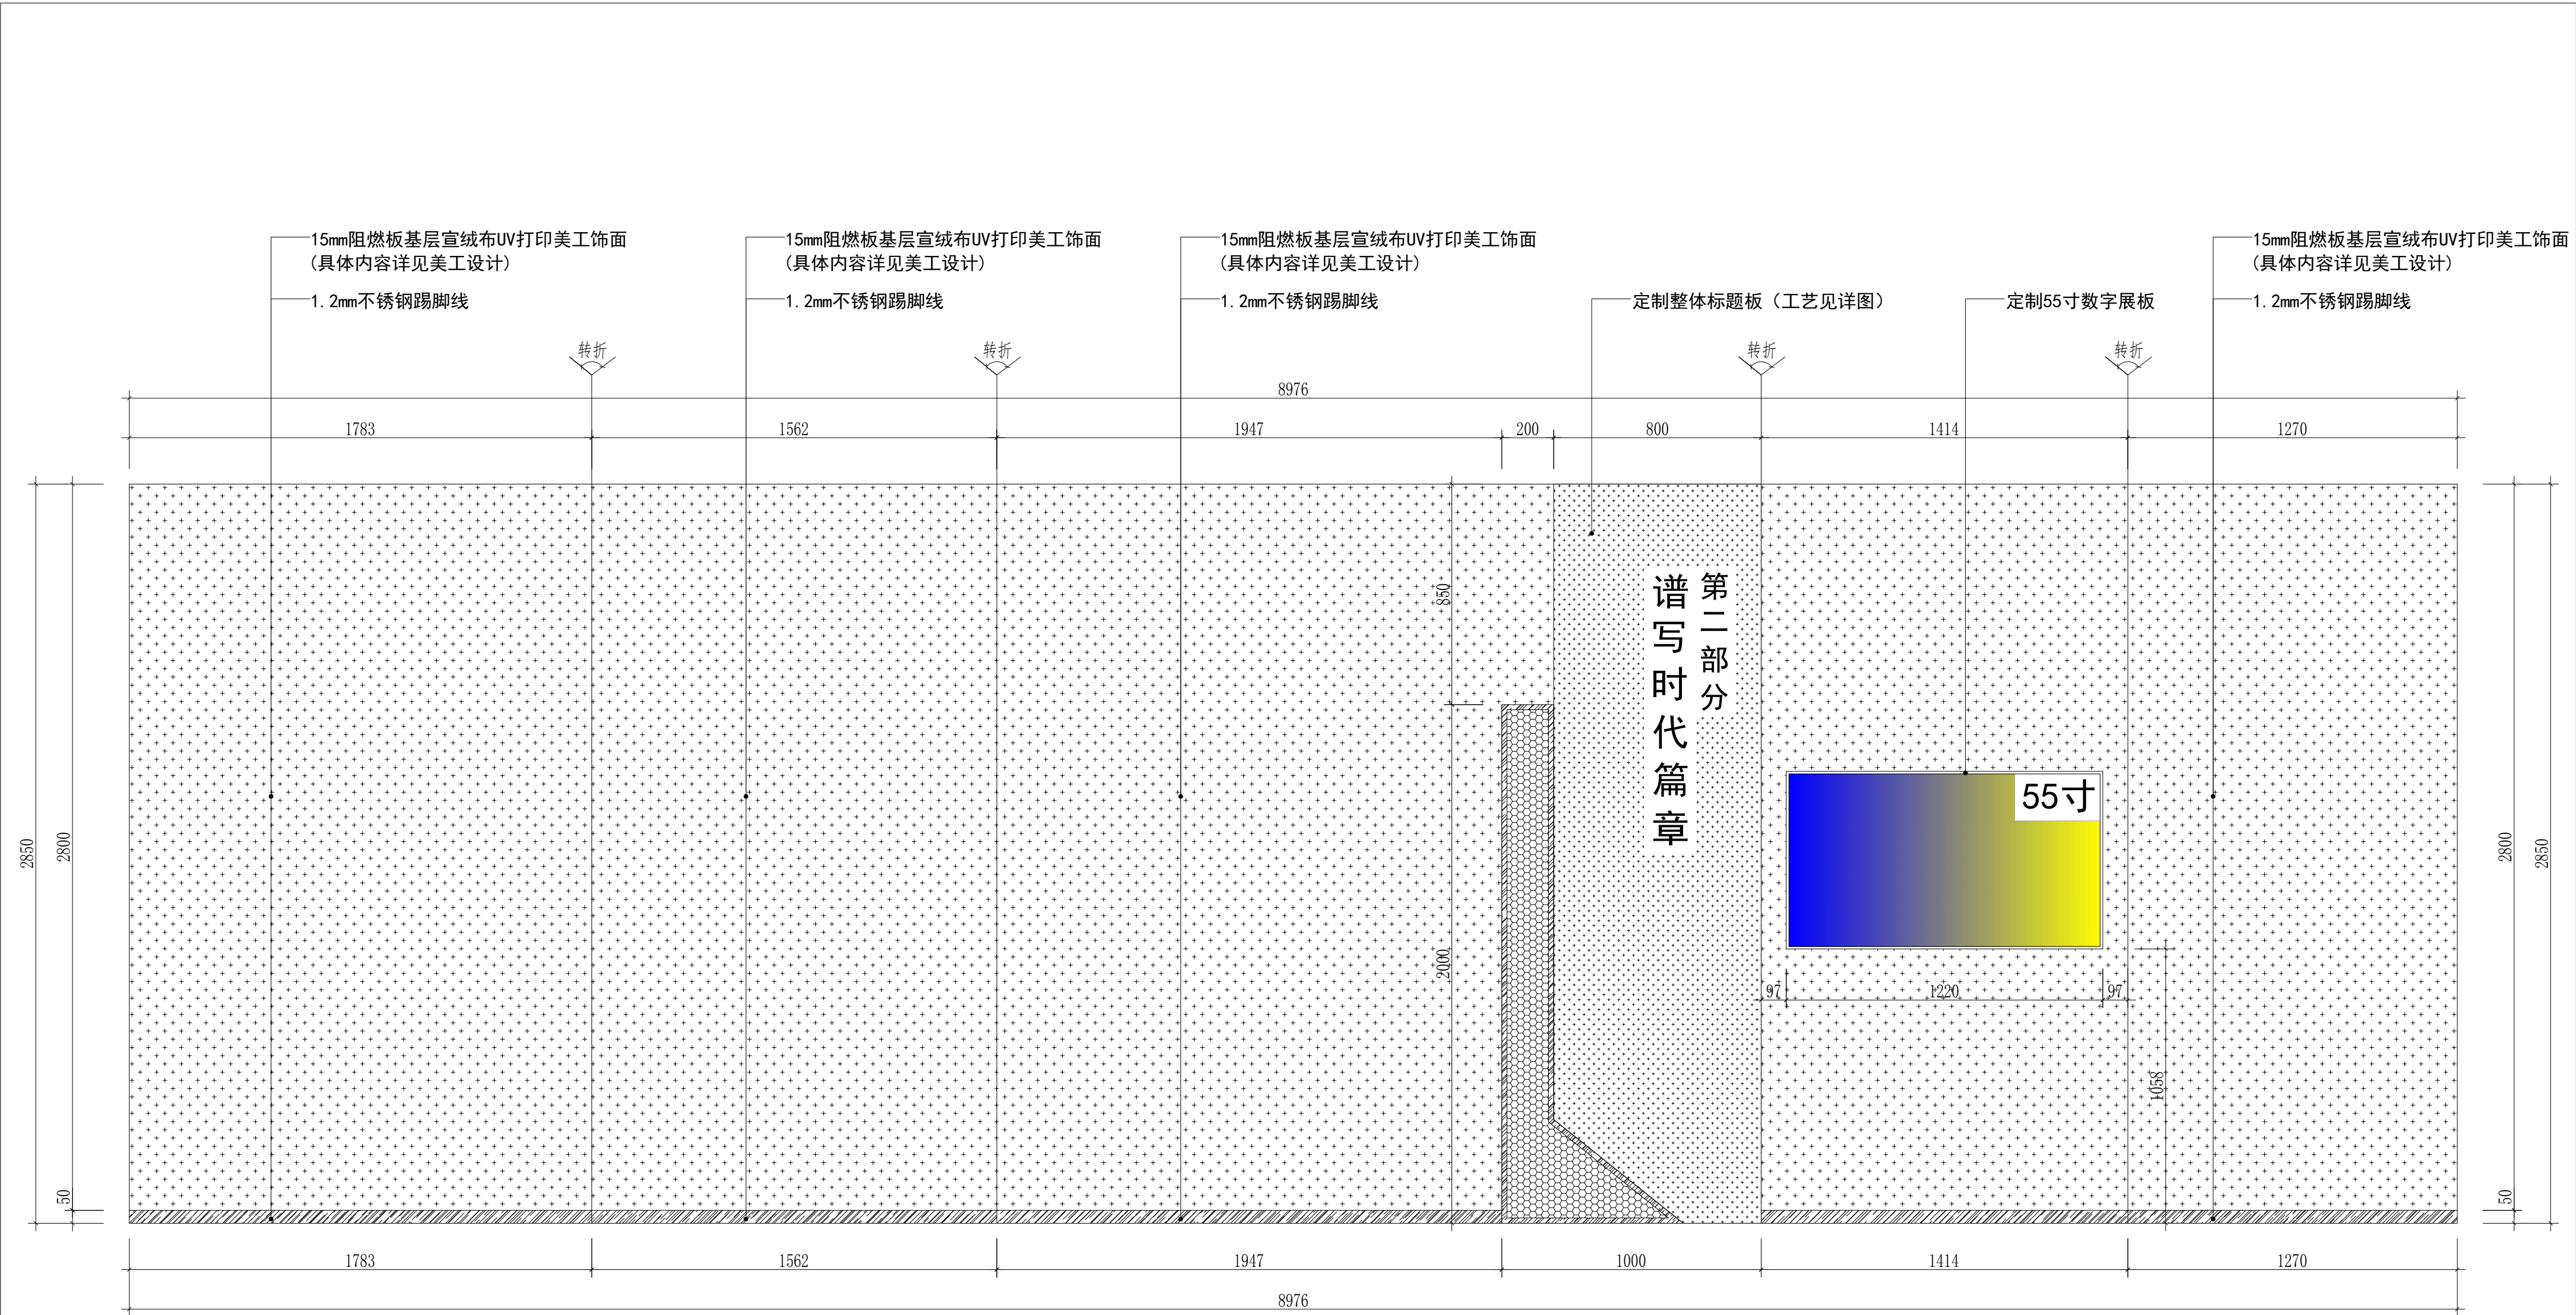 15mm阻燃板基层宣绒布UV打印美工饰面
(具体内容详见美工设计)
1.2mm不锈钢踢脚线
15mm阻燃板基层宣绒布UV打印美工饰面
(具体内容详见美工设计)
1.2mm不锈钢踢脚线
15mm阻燃板基层宣绒布UV打印美工饰面
(具体内容详见美工设计)
1.2mm不锈钢踢脚线
定制整体标题板（工艺见详图）
定制55寸数字展板
15mm阻燃板基层宣绒布UV打印美工饰面
(具体内容详见美工设计)
1.2mm不锈钢踢脚线
转折
转折
转折
转折
8976
1783
1562
1947
200
800
1414
1270
2850
2800
50
850
2000
第二部分
谱写时代篇章
55寸
97
1220
97
1058
2800
2850
50
1783
1562
1947
1000
1414
1270
8976